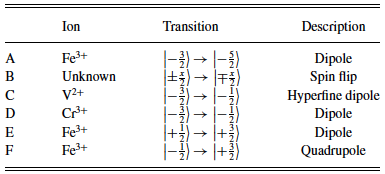 Ion Transition Description
A Fe³⁺ |−3/2⟩ → |−5/2⟩ Dipole
B Unknown |±x/2⟩ → |∓x/2⟩ Spin flip
C V²⁺ |−3/2⟩ → |−1/2⟩ Hyperfine dipole
D Cr³⁺ |−3/2⟩ → |−1/2⟩ Dipole
E Fe³⁺ |+1/2⟩ → |+3/2⟩ Dipole
F Fe³⁺ |−1/2⟩ → |+3/2⟩ Quadrupole